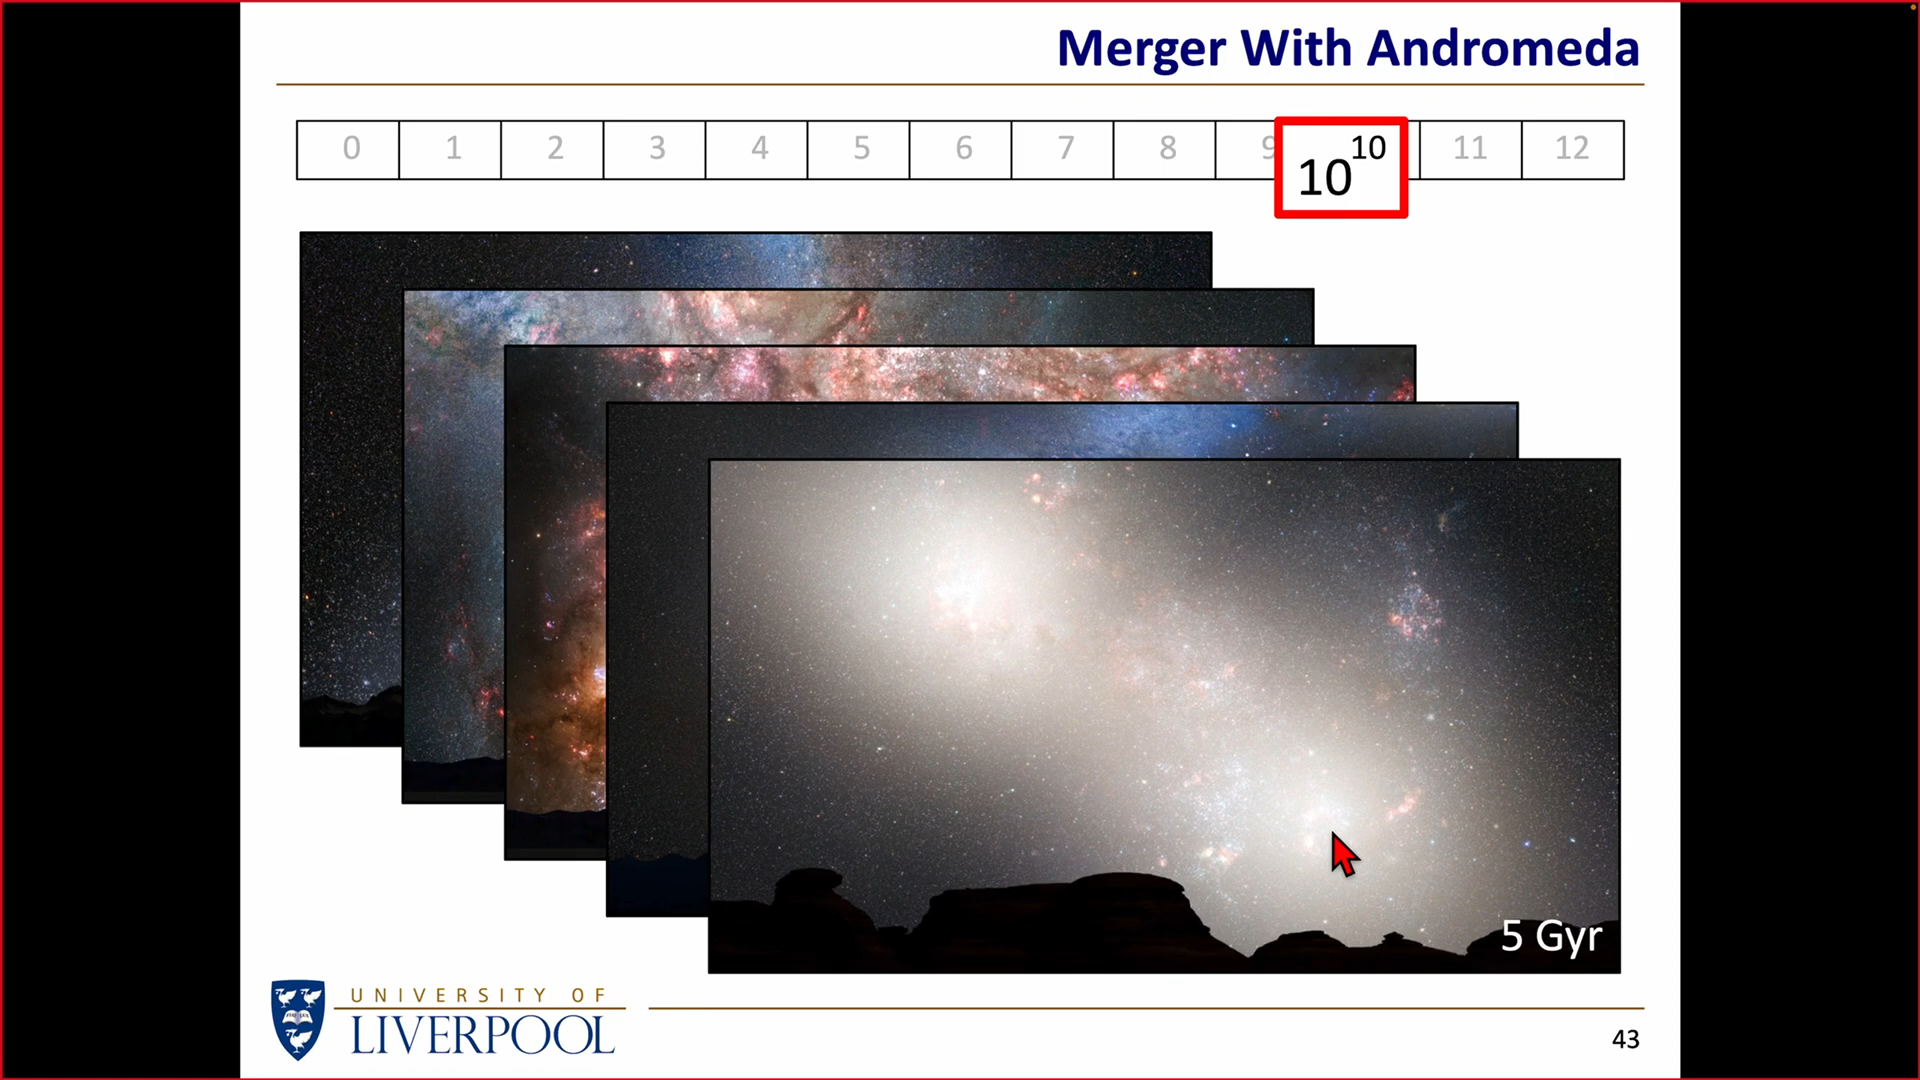 Merger With Andromeda
0 1 2 3 4 5 6 7 8 9 10^10 11 12
5 Gyr
UNIVERSITY OF
LIVERPOOL
43